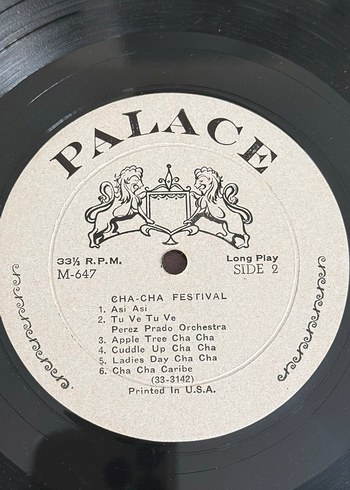 PALACE
33⅓ R.P.M. Long Play
M-647 SIDE 2
CHA-CHA FESTIVAL
1. Asi Asi
2. Tu Ve Tu Ve
Perez Prado Orchestra
3. Apple Tree Cha Cha
4. Cuddle Up Cha Cha
5. Ladies Day Cha Cha
6. Cha Cha Caribe
(33-3142)
Printed In U.S.A.